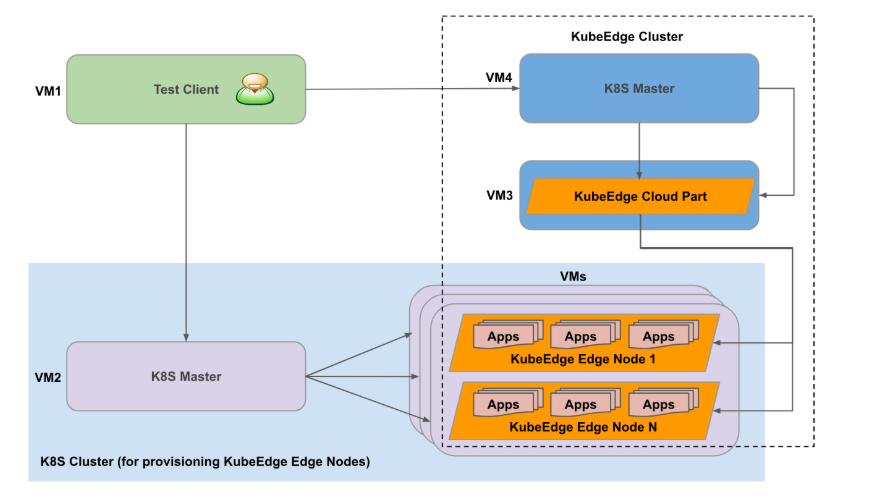 KubeEdge Cluster
VM1
Test Client
VM4
K8S Master
VM3
KubeEdge Cloud Part
VMs
Apps
Apps
Apps
KubeEdge Edge Node 1
VM2
K8S Master
Apps
Apps
Apps
KubeEdge Edge Node N
K8S Cluster (for provisioning KubeEdge Edge Nodes)